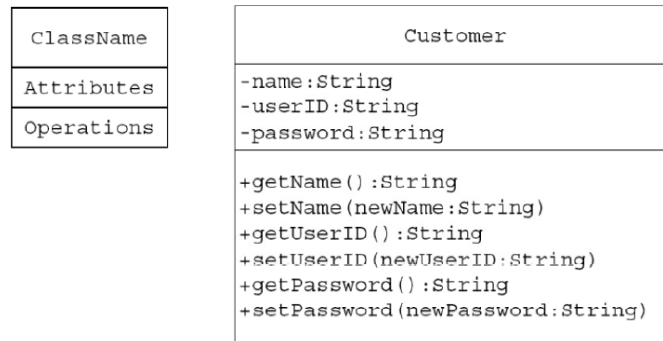 ClassName
Attributes
Operations
Customer
-name:String
-userID:String
-password:String
+getName():String
+setName(newName:String)
+getUserID():String
+setUserID(newUserID:String)
+getPassword():String
+setPassword(newPassword:String)